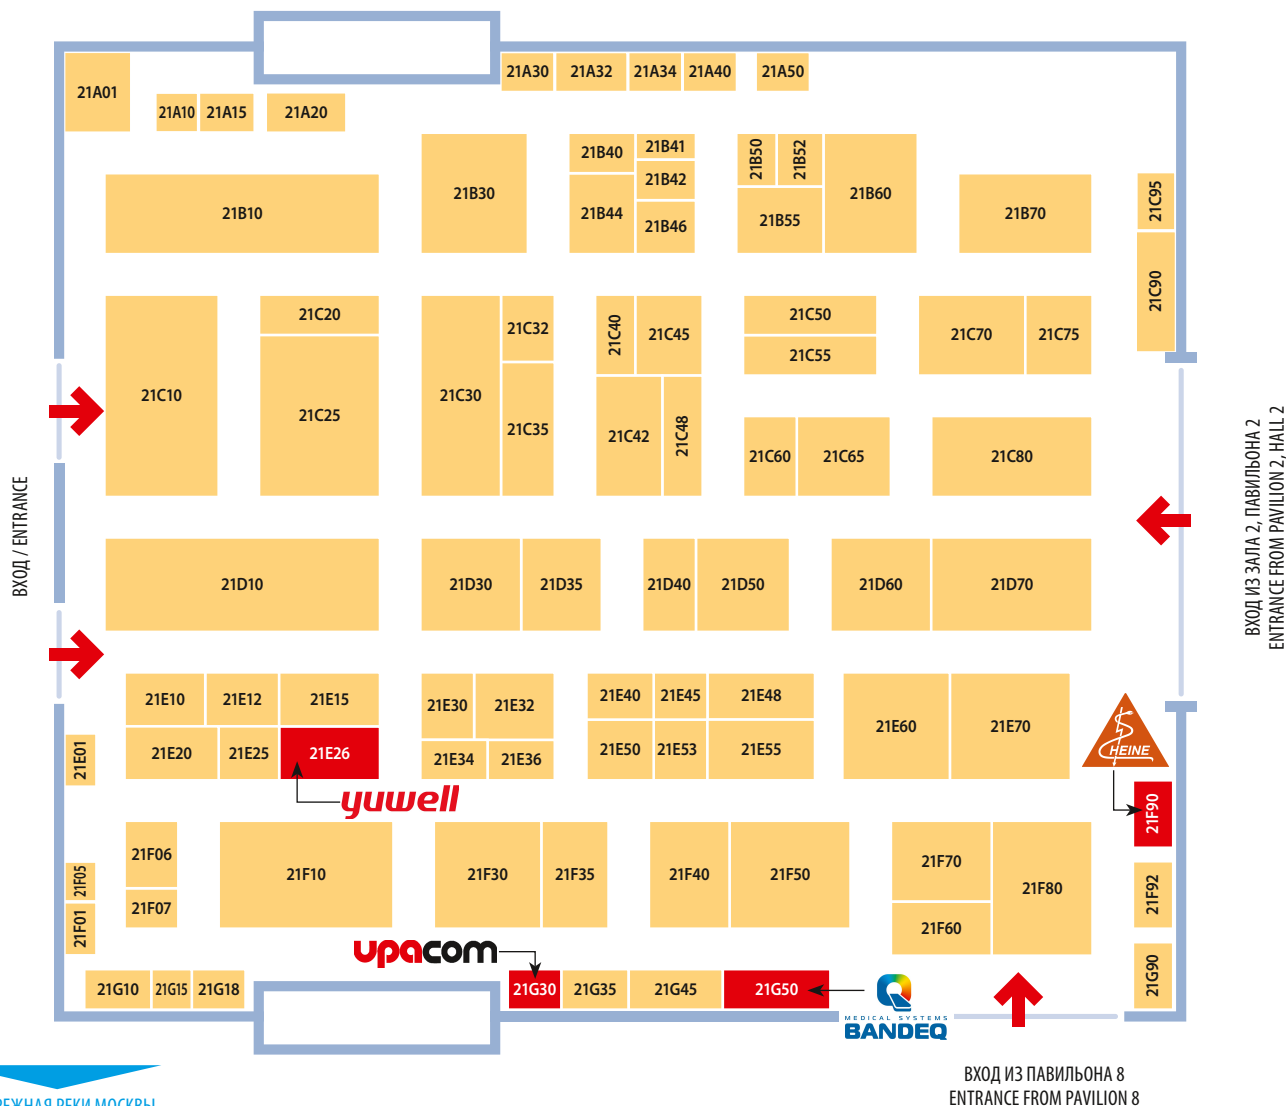 21A01
21A10
21A15
21A20
21A30
21A32
21A34
21A40
21A50
21B10
21B30
21B40
21B41
21B42
21B44
21B46
21B50
21B52
21B55
21B60
21B70
21C95
21C90
21C10
21C20
21C25
21C30
21C32
21C35
21C40
21C45
21C42
21C48
21C50
21C55
21C60
21C65
21C70
21C75
21C80
ВХОД / ENTRANCE
ВХОД ИЗ ЗАЛА 2, ПАВИЛЬОНА 2
ENTRANCE FROM PAVILION 2, HALL 2
21D10
21D30
21D35
21D40
21D50
21D60
21D70
21E01
21E10
21E12
21E15
21E20
21E25
21E26
yuwell
21E30
21E32
21E34
21E36
21E40
21E45
21E48
21E50
21E53
21E55
21E60
21E70
HEINE
21F90
21F05
21F01
21F06
21F07
21F10
21F30
21F35
21F40
21F50
21F70
21F60
21F80
21F92
21G90
upacom
21G10
21G15
21G18
21G30
21G35
21G45
21G50
MEDICAL SYSTEMS
BANDEQ
ВХОД ИЗ ПАВИЛЬОНА 8
ENTRANCE FROM PAVILION 8
РЕКИ МОСКВЫ